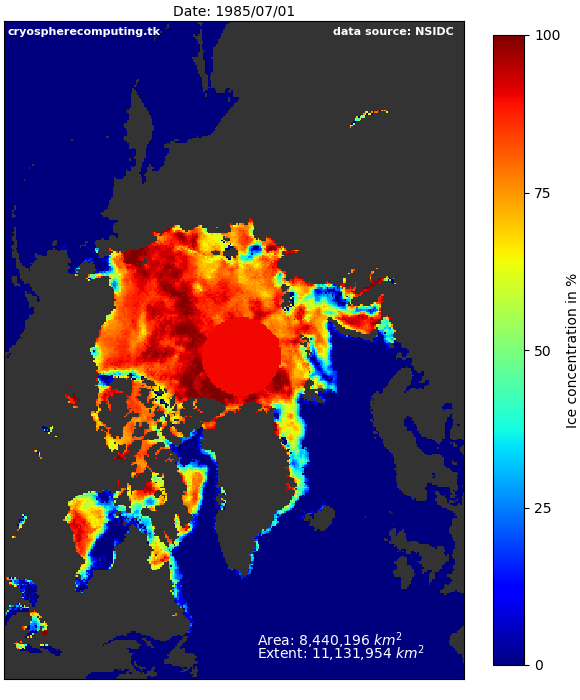 Date: 1985/07/01
cryospherecomputing.tk
data source: NSIDC
100
75
50
25
0
Ice concentration in %
Area: 8,440,196 km²
Extent: 11,131,954 km²